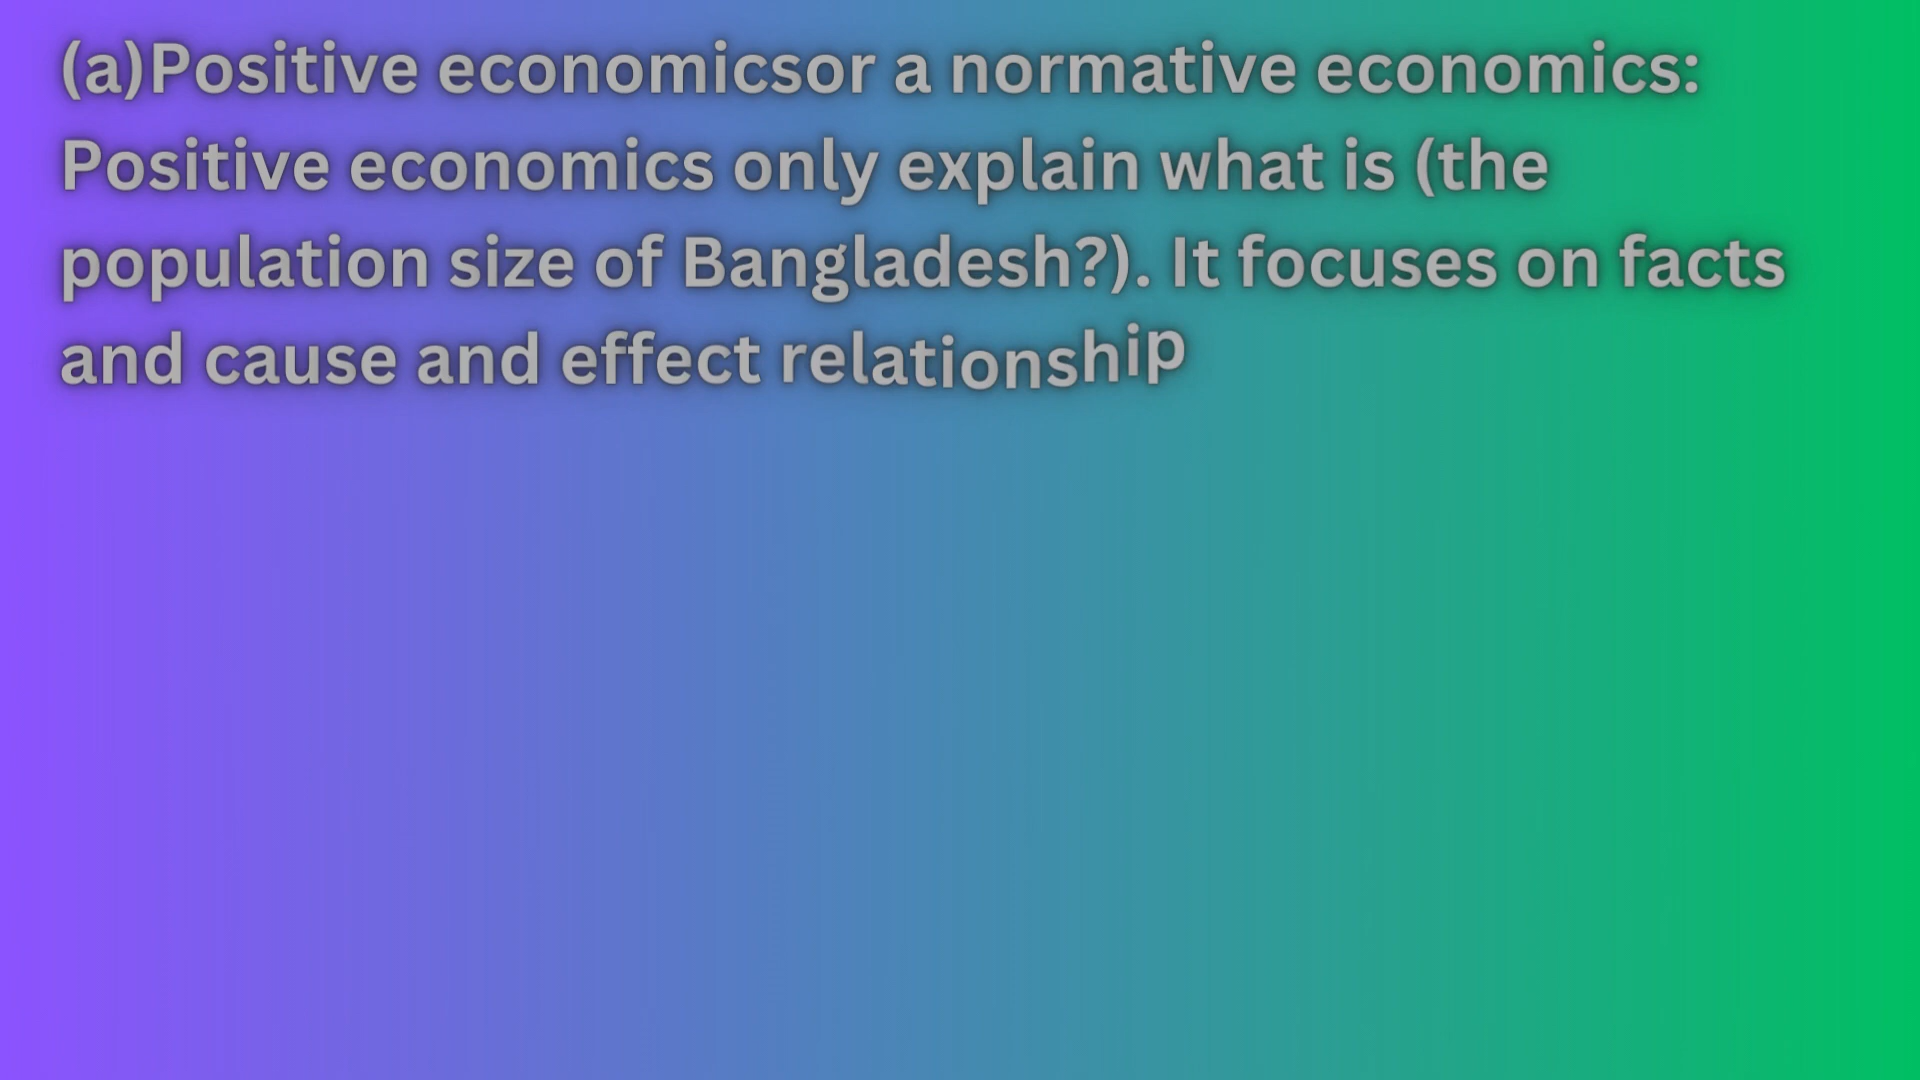 (a)Positive economicsor a normative economics:
Positive economics only explain what is (the
population size of Bangladesh?). It focuses on facts
and cause and effect relationship